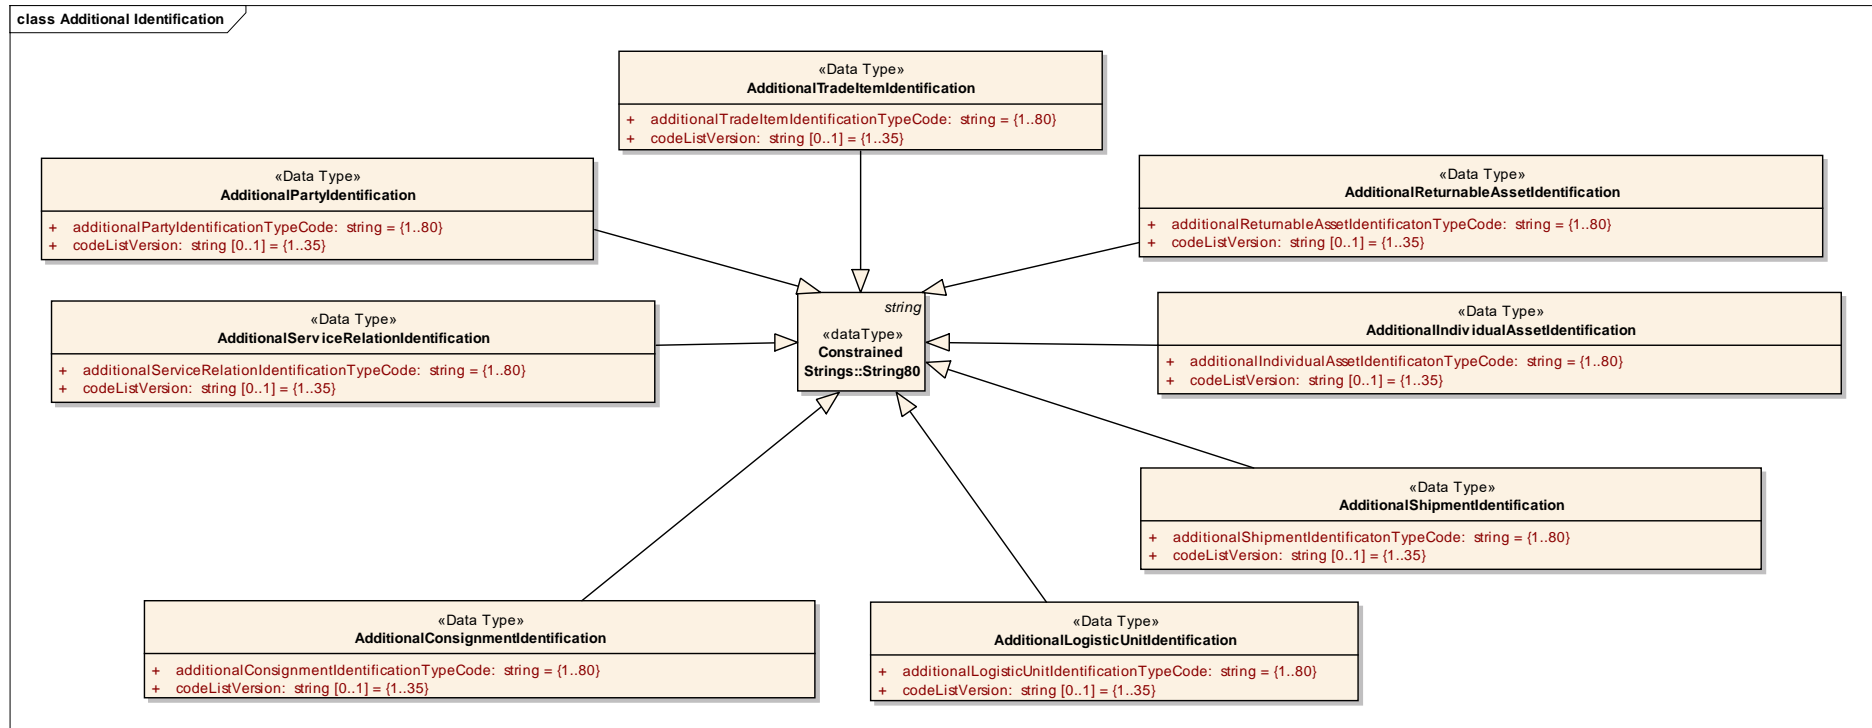 class Additional Identification
«Data Type»
AdditionalTradeItemIdentification
+ additionalTradeItemIdentificationTypeCode: string = {1..80}
+ codeListVersion: string [0..1] = {1..35}
«Data Type»
AdditionalPartyIdentification
+ additionalPartyIdentificationTypeCode: string = {1..80}
+ codeListVersion: string [0..1] = {1..35}
«Data Type»
AdditionalReturnableAssetIdentification
+ additionalReturnableAssetIdentificatonTypeCode: string = {1..80}
+ codeListVersion: string [0..1] = {1..35}
«Data Type»
AdditionalServiceRelationIdentification
+ additionalServiceRelationIdentificationTypeCode: string = {1..80}
+ codeListVersion: string [0..1] = {1..35}
string
«dataType»
Constrained
Strings::String80
«Data Type»
AdditionalIndividualAssetIdentification
+ additionalIndividualAssetIdentificatonTypeCode: string = {1..80}
+ codeListVersion: string [0..1] = {1..35}
«Data Type»
AdditionalShipmentIdentification
+ additionalShipmentIdentificatonTypeCode: string = {1..80}
+ codeListVersion: string [0..1] = {1..35}
«Data Type»
AdditionalConsignmentIdentification
+ additionalConsignmentIdentificationTypeCode: string = {1..80}
+ codeListVersion: string [0..1] = {1..35}
«Data Type»
AdditionalLogisticUnitIdentification
+ additionalLogisticUnitIdentificationTypeCode: string = {1..80}
+ codeListVersion: string [0..1] = {1..35}